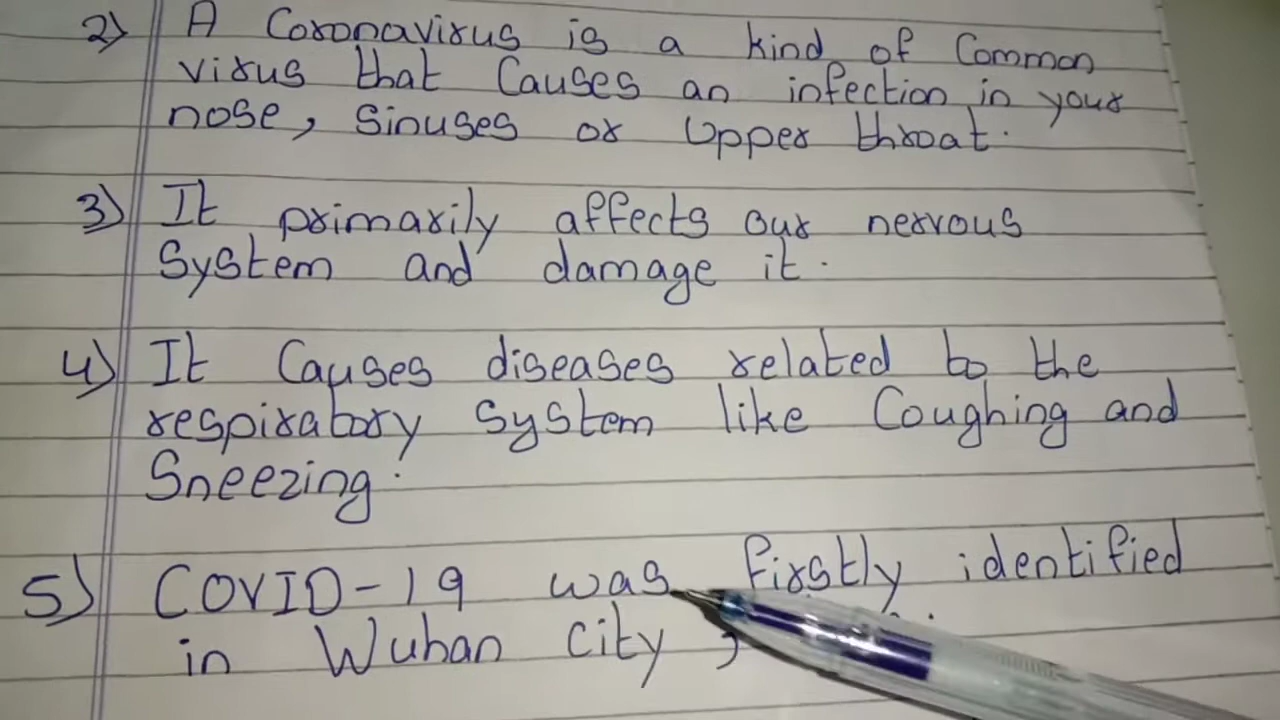 2) A Coronavirus is a kind of Common
virus that Causes an infection in your
nose, Sinuses or Upper throat.
3) It primarily affects our nervous
System and damage it.
4) It Causes diseases related to the
respiratory System like Coughing and
Sneezing.
5) COVID-19 was firstly identified
in Wuhan City,